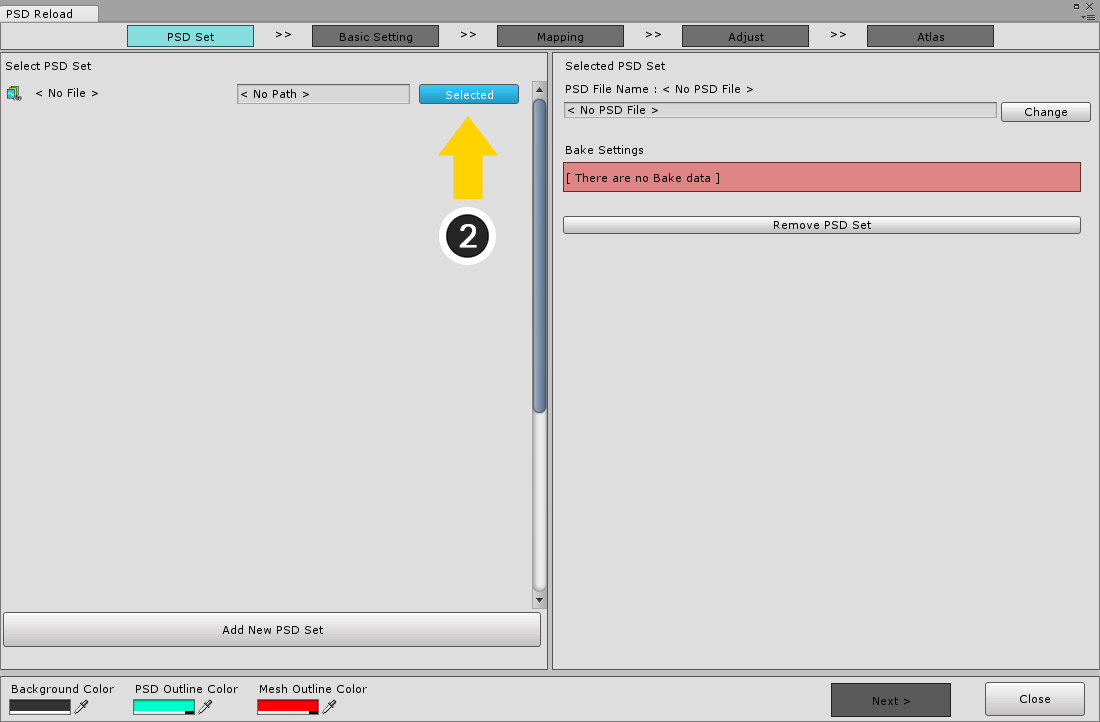 PSD Reload
PSD Set >> Basic Setting >> Mapping >> Adjust >> Atlas
Select PSD Set
< No File > < No Path > Selected
2
Add New PSD Set
Selected PSD Set
PSD File Name : < No PSD File >
< No PSD File > Change
Bake Settings
[ There are no Bake data ]
Remove PSD Set
Background Color PSD Outline Color Mesh Outline Color
Next > Close